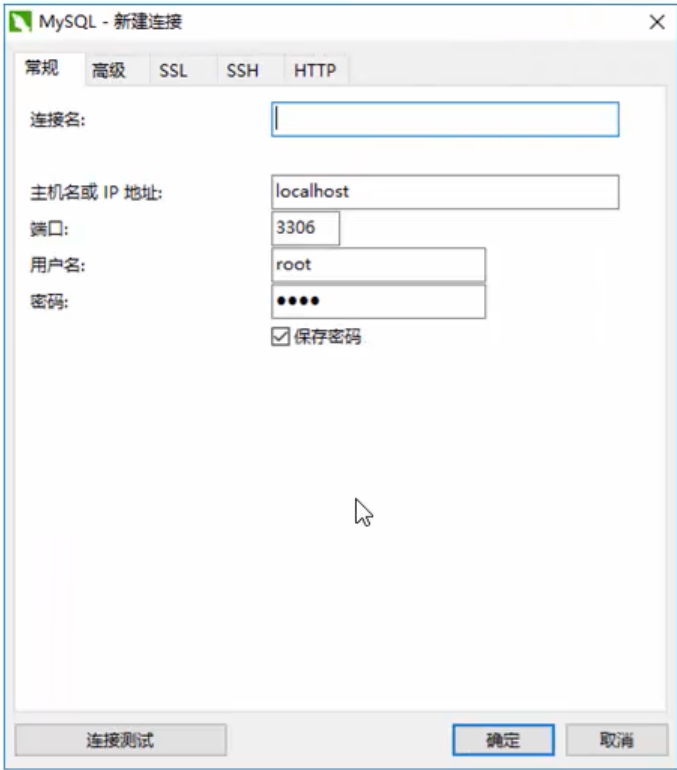 MySQL - 新建连接
常规 高级 SSL SSH HTTP
连接名:
主机名或 IP 地址: localhost
端口: 3306
用户名: root
密码: ●●●●
保存密码
连接测试 确定 取消